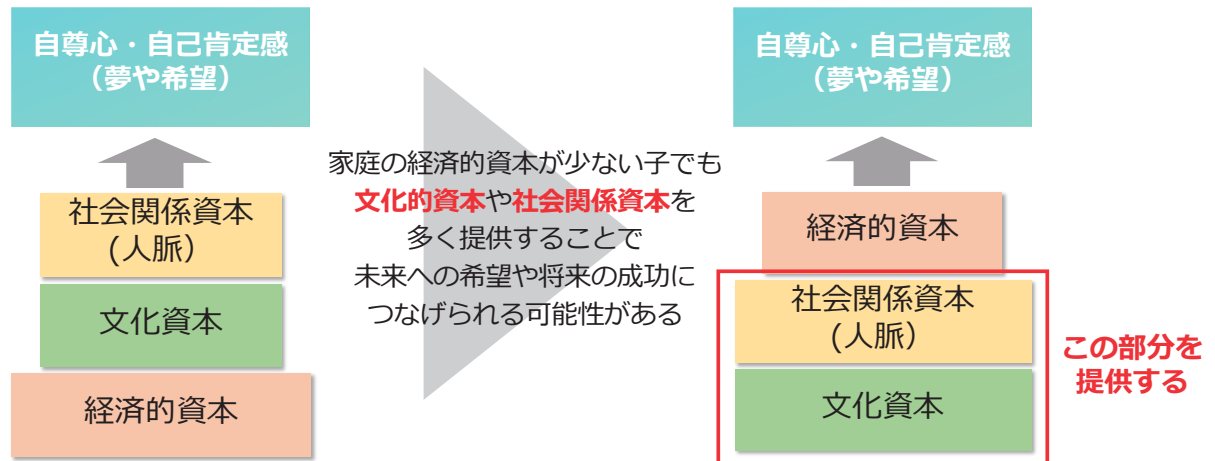 自尊心・自己肯定感
（夢や希望）
社会関係資本
(人脈）
文化資本
経済的資本
家庭の経済的資本が少ない子でも
文化的資本や社会関係資本を
多く提供することで
未来への希望や将来の成功に
つなげられる可能性がある
自尊心・自己肯定感
（夢や希望）
経済的資本
社会関係資本
(人脈）
文化資本
この部分を
提供する